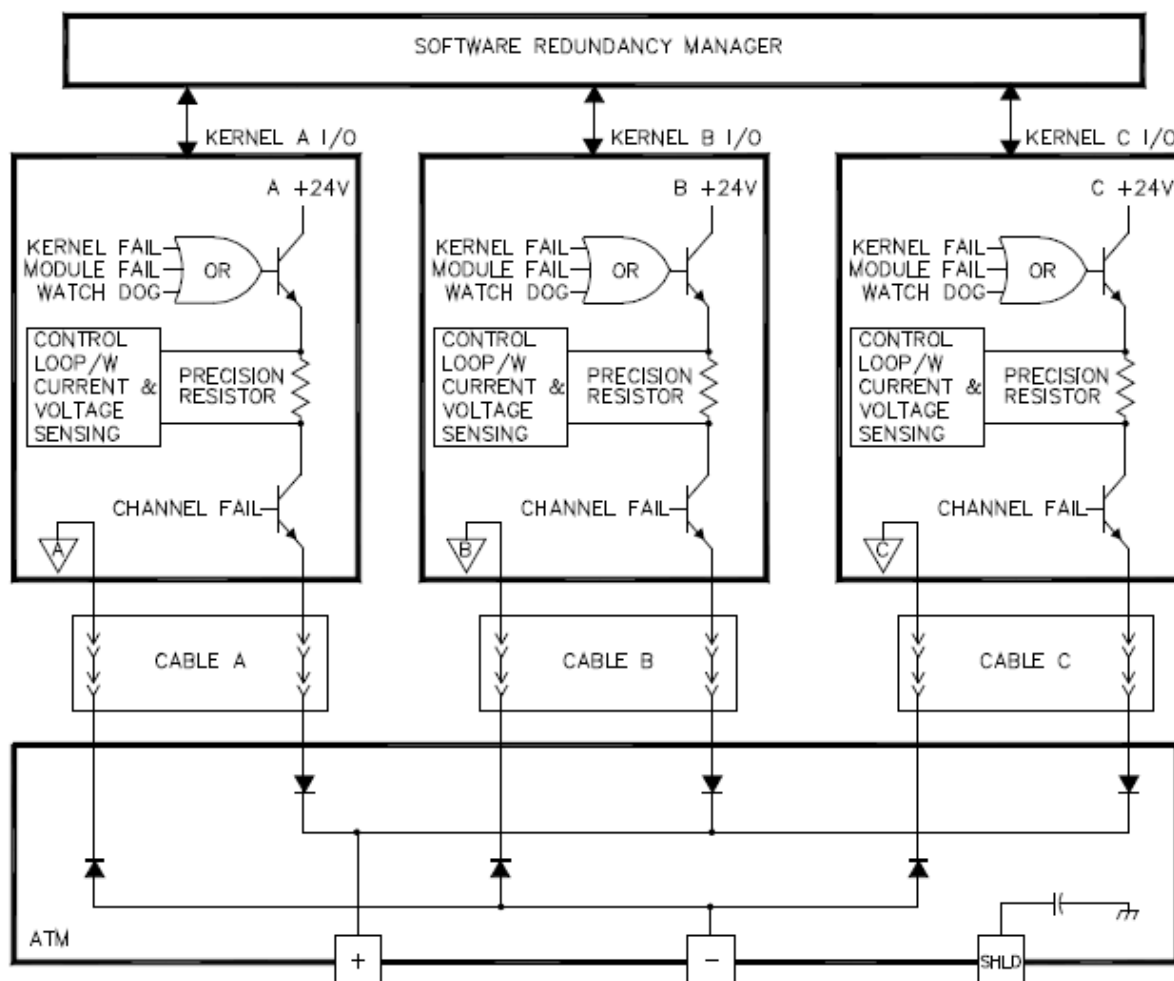 SOFTWARE REDUNDANCY MANAGER
KERNEL A I/O
KERNEL B I/O
KERNEL C I/O
A +24V
KERNEL FAIL
MODULE FAIL
WATCH DOG
OR
CONTROL
LOOP/W
CURRENT &
VOLTAGE
SENSING
PRECISION
RESISTOR
CHANNEL FAIL
A
B +24V
KERNEL FAIL
MODULE FAIL
WATCH DOG
OR
CONTROL
LOOP/W
CURRENT &
VOLTAGE
SENSING
PRECISION
RESISTOR
CHANNEL FAIL
B
C +24V
KERNEL FAIL
MODULE FAIL
WATCH DOG
OR
CONTROL
LOOP/W
CURRENT &
VOLTAGE
SENSING
PRECISION
RESISTOR
CHANNEL FAIL
C
CABLE A
CABLE B
CABLE C
ATM
+
-
SHLD